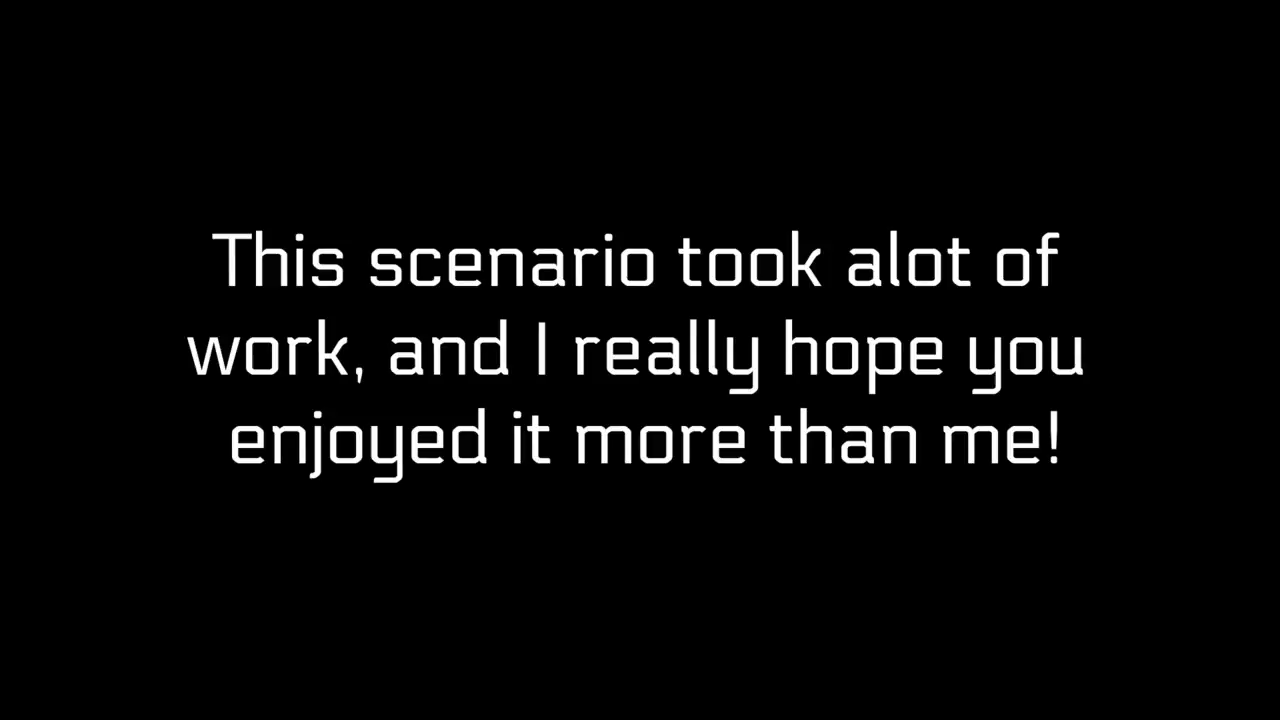 This scenario took alot of
work, and I really hope you
enjoyed it more than me!